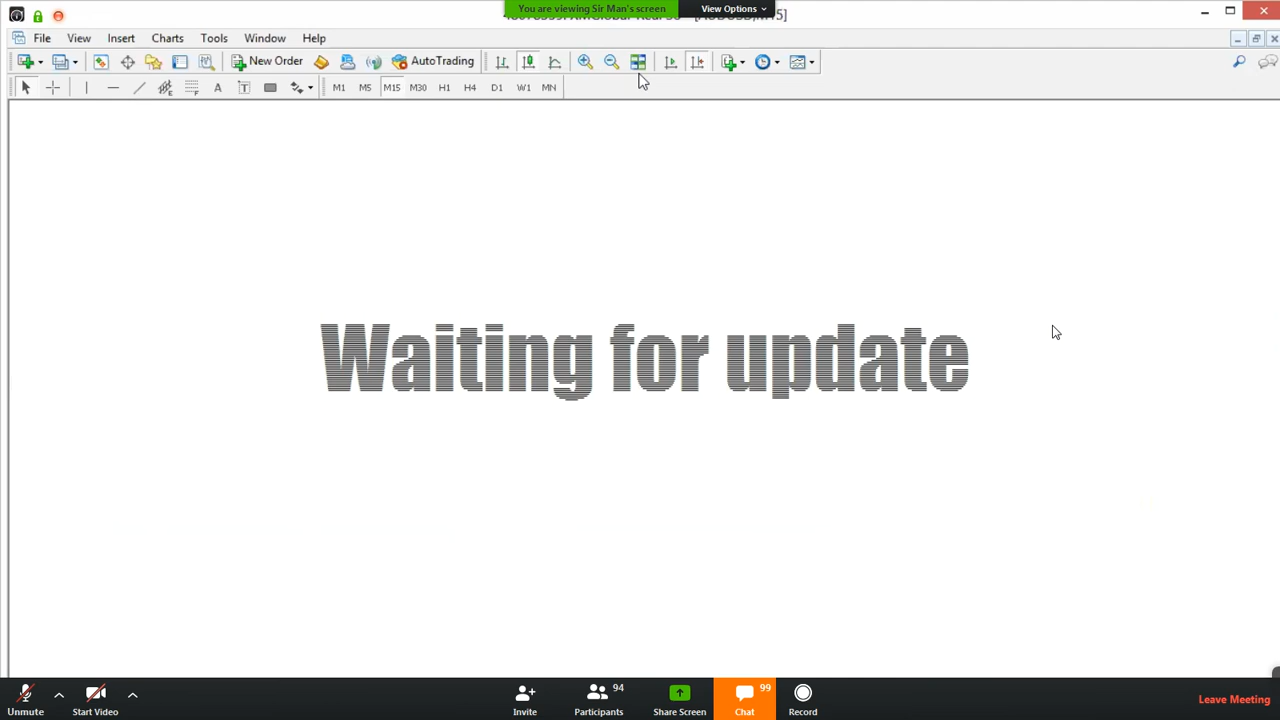 You are viewing Sir Man's screen
View Options
File View Insert Charts Tools Window Help
New Order AutoTrading
A T M1 M5 M15 M30 H1 H4 D1 W1 MN
Waiting for update
94 99
Unmute Start Video Invite Participants Share Screen Chat Record Leave Meeting